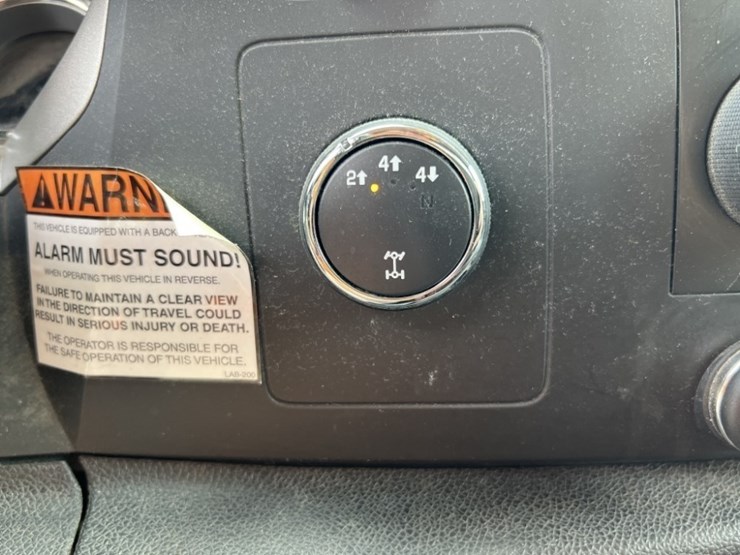 WARN
THIS VEHICLE IS EQUIPPED WITH A BACK
ALARM MUST SOUND!
WHEN OPERATING THIS VEHICLE IN REVERSE.
FAILURE TO MAINTAIN A CLEAR VIEW
IN THE DIRECTION OF TRAVEL COULD
RESULT IN SERIOUS INJURY OR DEATH.
THE OPERATOR IS RESPONSIBLE FOR
THE SAFE OPERATION OF THIS VEHICLE.
2↑
4↑
4↓
N